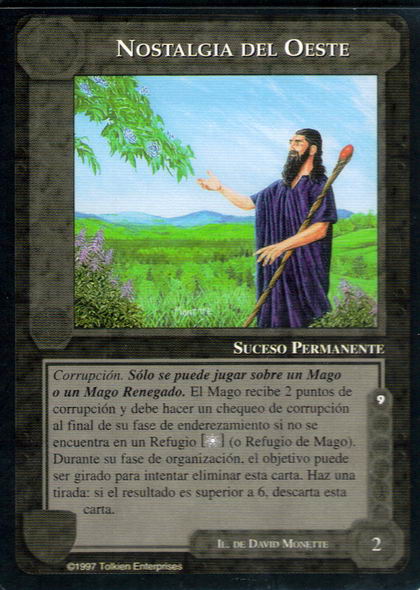 NOSTALGIA DEL OESTE
SUCESO PERMANENTE
Corrupción. Sólo se puede jugar sobre un Mago
o un Mago Renegado. El Mago recibe 2 puntos de
corrupción y debe hacer un chequeo de corrupción
al final de su fase de enderezamiento si no se
encuentra en un Refugio [ ] (o Refugio de Mago).
Durante su fase de organización, el objetivo puede
ser girado para intentar eliminar esta carta. Haz una
tirada: si el resultado es superior a 6, descarta esta
carta.
9
IL. DE DAVID MONETTE
2
©1997 Tolkien Enterprises